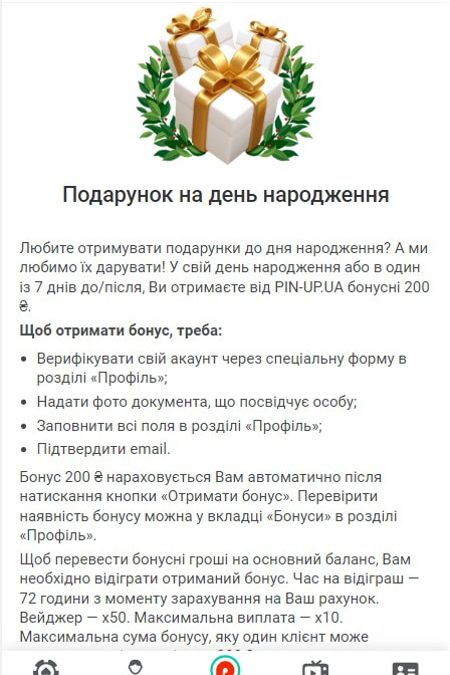 Подарунок на день народження
Любите отримувати подарунки до дня народження? А ми
любимо їх дарувати! У свій день народження або в один
із 7 днів до/після, Ви отримаєте від PIN-UP.UA бонусні 200
₴.
Щоб отримати бонус, треба:
• Верифікувати свій акаунт через спеціальну форму в
розділі «Профіль»;
• Надати фото документа, що посвідчує особу;
• Заповнити всі поля в розділі «Профіль»;
• Підтвердити email.
Бонус 200 ₴ нараховується Вам автоматично після
натискання кнопки «Отримати бонус». Перевірити
наявність бонусу можна у вкладці «Бонуси» в розділі
«Профіль».
Щоб перевести бонусні гроші на основний баланс, Вам
необхідно відіграти отриманий бонус. Час на відіграш —
72 години з моменту зарахування на Ваш рахунок.
Вейджер — х50. Максимальна виплата — х10.
Максимальна сума бонусу, яку один клієнт може